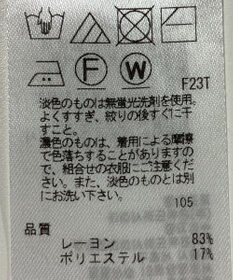 F
W
F23T
淡色のものは無蛍光洗剤を使用。
よくすすぎ、絞りの後すぐに干
すこと。
濃色のものは、着用による摩擦
で色落ちすることがありますの
で、組合せの衣服にご注意くだ
さい。また、淡色のものとは別
にお洗い下さい。
105
品質
レーヨン 83%
ポリエステル 17%